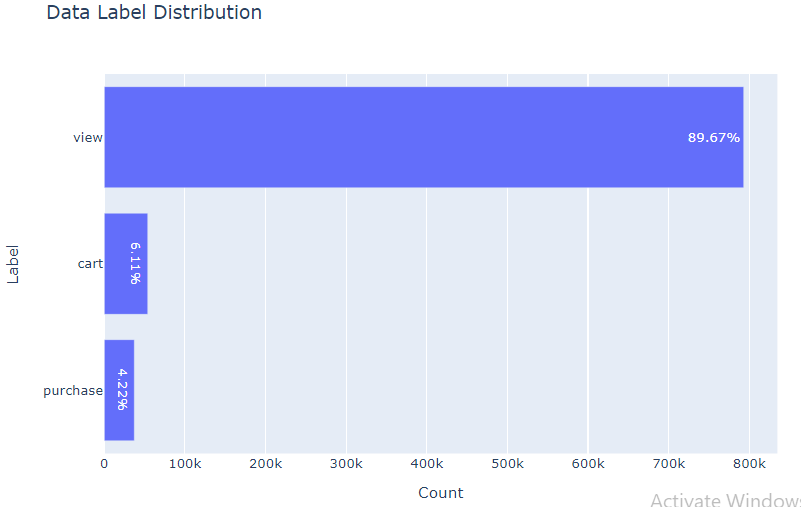 Data Label Distribution
view
89.67%
cart
6.11%
purchase
4.22%
Label
0 100k 200k 300k 400k 500k 600k 700k 800k
Count
Activate Windows